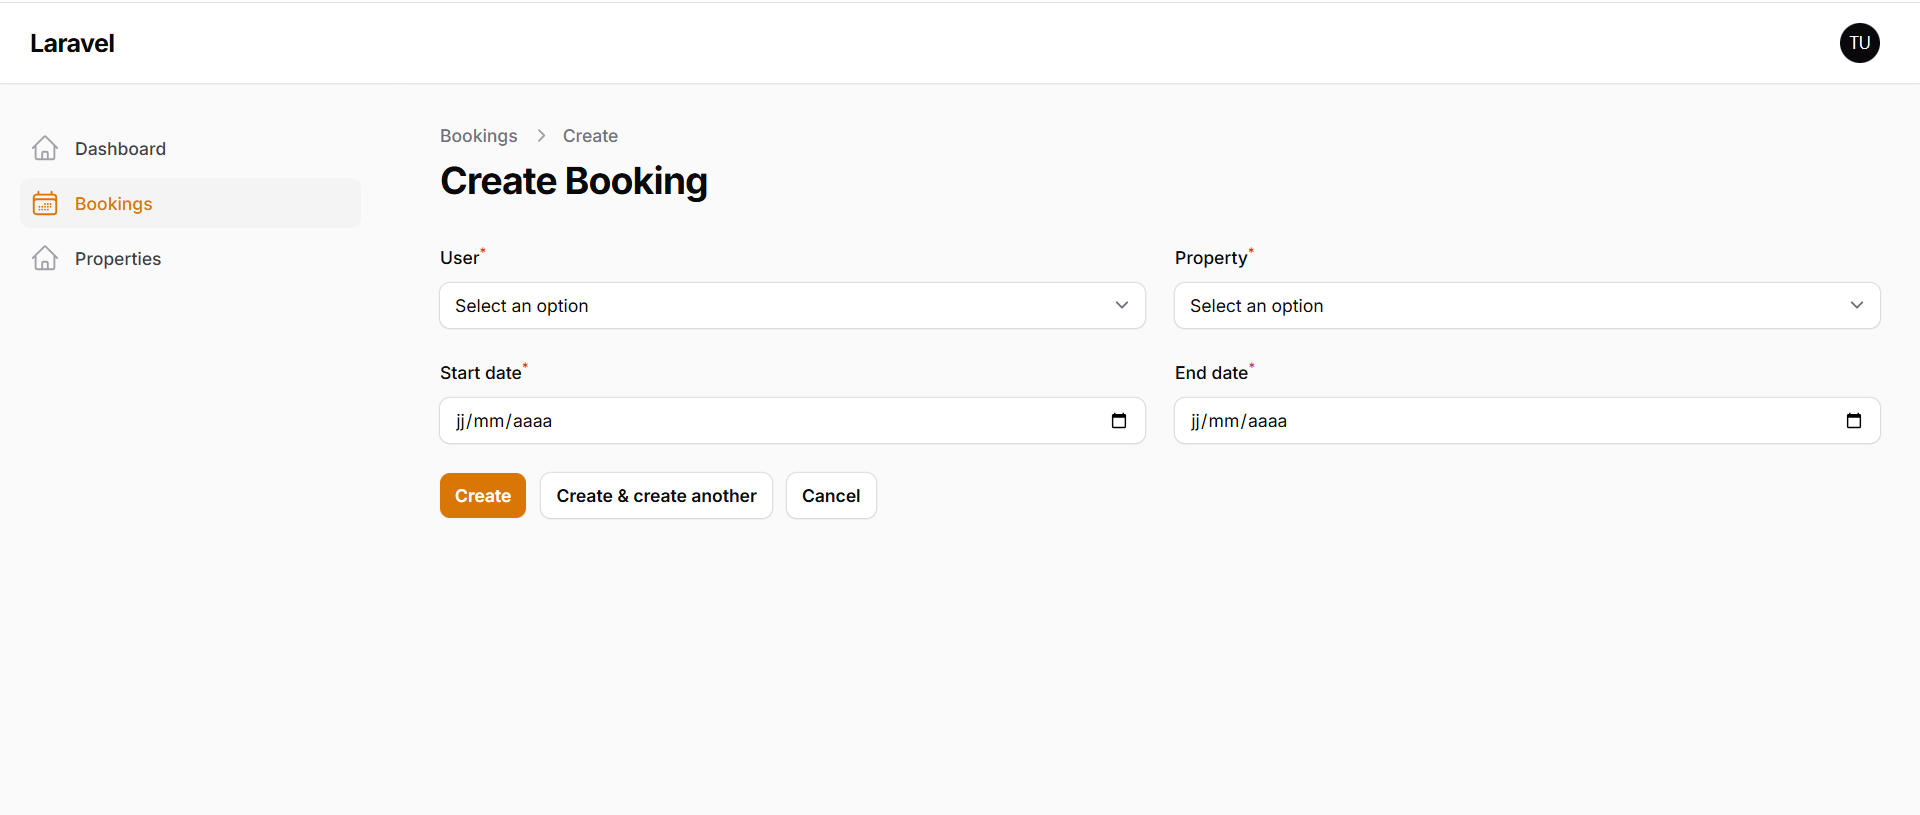 Laravel
TU
Dashboard
Bookings
Properties
Bookings > Create
Create Booking
User*
Select an option
Property*
Select an option
Start date*
jj/mm/aaaa
End date*
jj/mm/aaaa
Create
Create & create another
Cancel